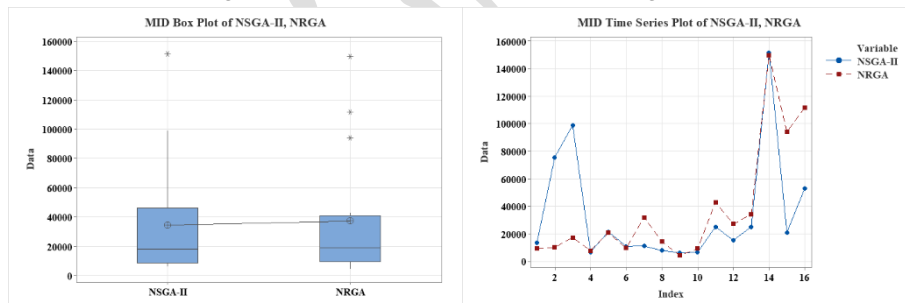 MID Box Plot of NSGA-II, NRGA
160000
140000
120000
100000
80000
60000
40000
20000
0
Data
NSGA-II
NRGA
MID Time Series Plot of NSGA-II, NRGA
160000
140000
120000
100000
80000
60000
40000
20000
0
Data
2
4
6
8
10
12
14
16
Index
Variable
NSGA-II
NRGA